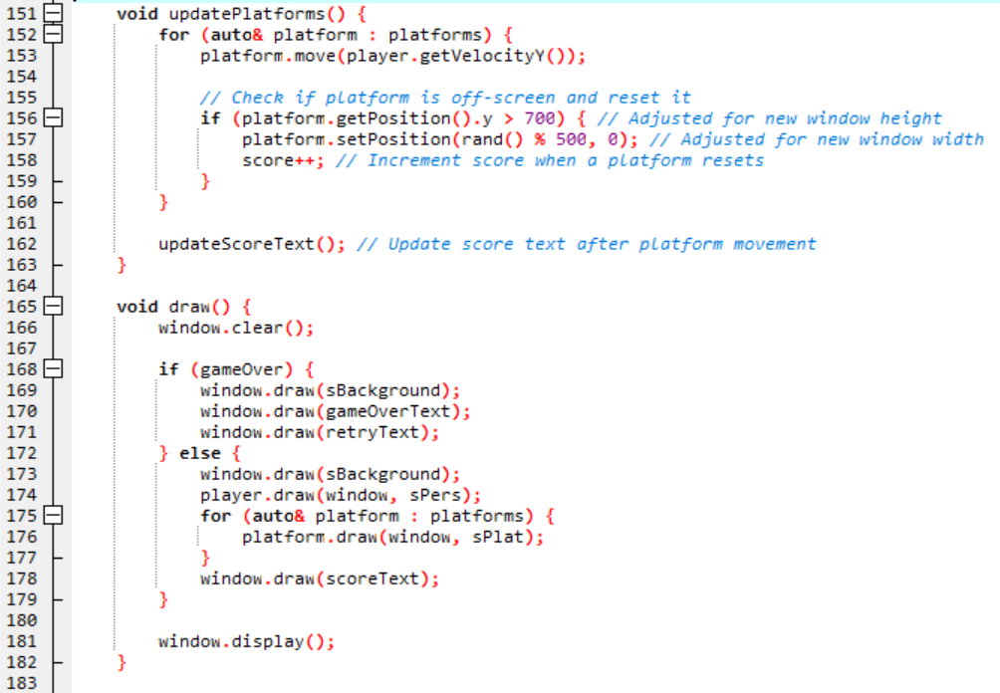 151 void updatePlatforms() {
152 for (auto& platform : platforms) {
153 platform.move(player.getVelocityY());
154
155 // Check if platform is off-screen and reset it
156 if (platform.getPosition().y > 700) { // Adjusted for new window height
157 platform.setPosition(rand() % 500, 0); // Adjusted for new window width
158 score++; // Increment score when a platform resets
159 }
160 }
161
162 updateScoreText(); // Update score text after platform movement
163 }
164
165 void draw() {
166 window.clear();
167
168 if (gameOver) {
169 window.draw(sBackground);
170 window.draw(gameOverText);
171 window.draw(retryText);
172 } else {
173 window.draw(sBackground);
174 player.draw(window, sPers);
175 for (auto& platform : platforms) {
176 platform.draw(window, sPlat);
177 }
178 window.draw(scoreText);
179 }
180
181 window.display();
182 }
183